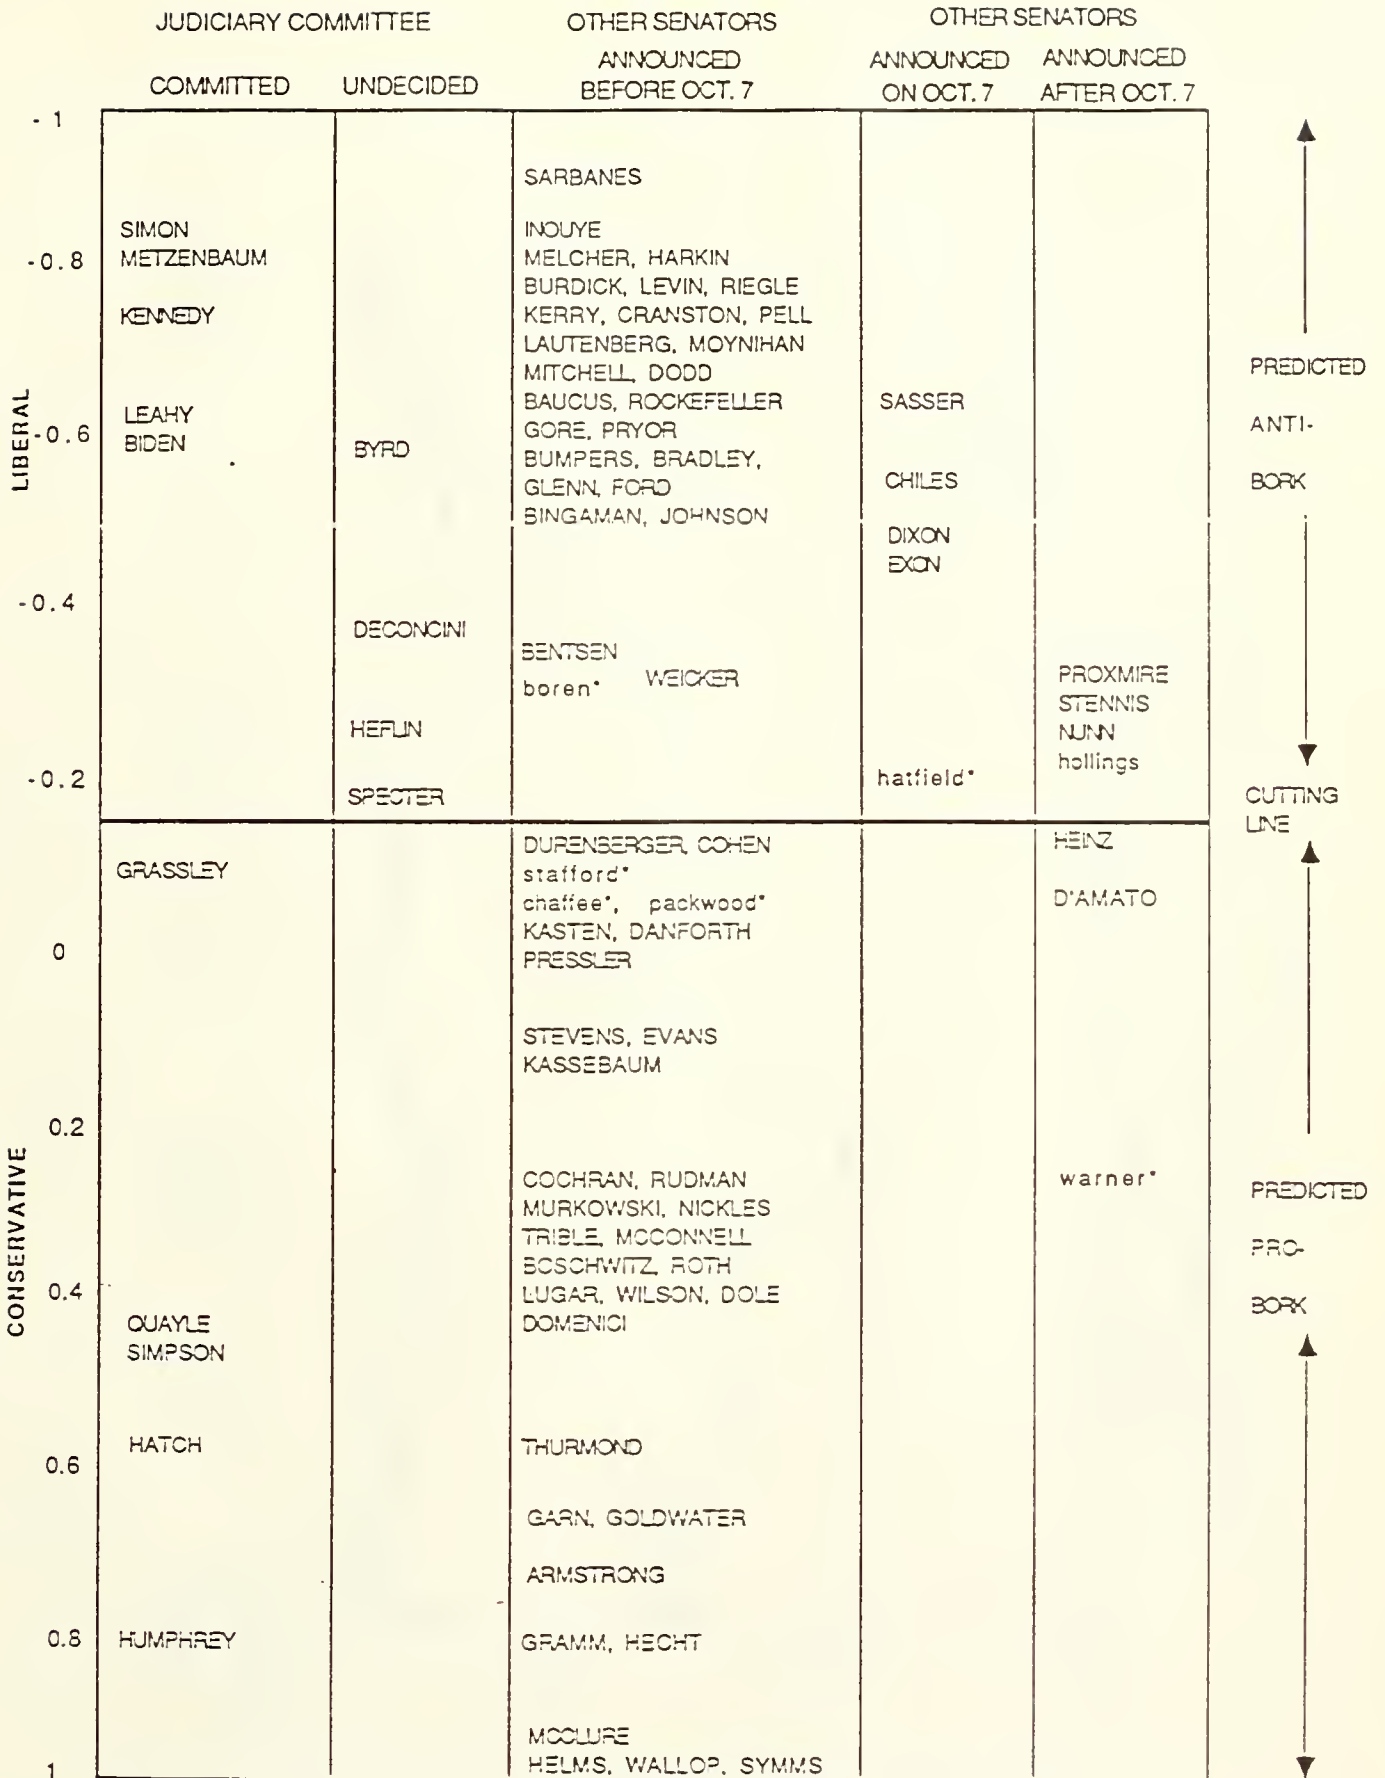 JUDICIARY COMMITTEE OTHER SENATORS OTHER SENATORS
ANNOUNCED ANNOUNCED ANNOUNCED
COMMITTED UNDECIDED BEFORE OCT. 7 ON OCT. 7 AFTER OCT. 7
- 1
SARBANES
SIMON INOUYE
-0.8 METZENBAUM MELCHER, HARKIN
BURDICK, LEVIN, RIEGLE
KENNEDY KERRY, CRANSTON, PELL
LAUTENBERG, MOYNIHAN
MITCHELL, DODD PREDICTED
LEAHY BAUCUS, ROCKEFELLER SASSER
LIBERAL -0.6 BIDEN BYRD GORE, PRYOR ANTI-
BUMPERS, BRADLEY,
GLENN, FORD CHILES BORK
BINGAMAN, JOHNSON
DIXON
EXON
-0.4
DECONCINI
BENTSEN
boren* WEICKER PROXMIRE
STENNIS
HEFLIN NUNN
hollings
-0.2 hatfield*
SPECTER CUTTING
LINE
DURENBERGER, COHEN HEINZ
GRASSLEY stafford*
chaffee*, packwood* D'AMATO
KASTEN, DANFORTH
0 PRESSLER
STEVENS, EVANS
KASSEBAUM
0.2
COCHRAN, RUDMAN warner* PREDICTED
MURKOWSKI, NICKLES
TRIBLE, MCCONNELL PRO-
BOSCHWITZ, ROTH
CONSERVATIVE 0.4 LUGAR, WILSON, DOLE BORK
QUAYLE DOMENICI
SIMPSON
HATCH THURMOND
0.6
GARN, GOLDWATER
ARMSTRONG
0.8 HUMPHREY GRAMM, HECHT
MCCLURE
1 HELMS, WALLOP, SYMMS